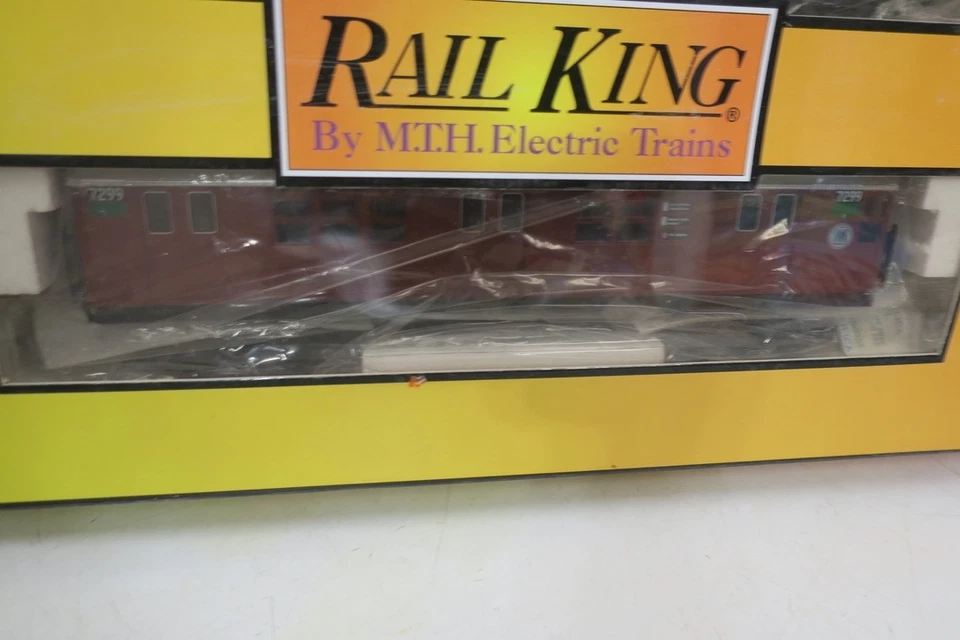 RAIL KING®
By M.T.H. Electric Trains
7299
7299